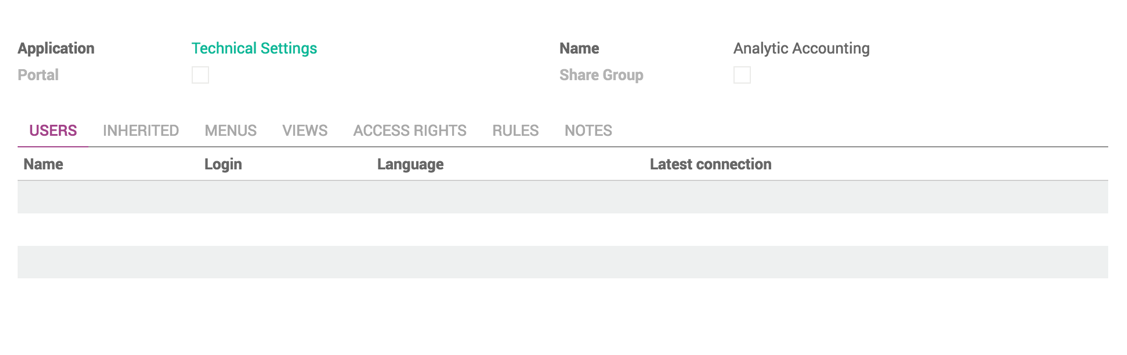 Application Technical Settings Name Analytic Accounting
Portal Share Group
USERS INHERITED MENUS VIEWS ACCESS RIGHTS RULES NOTES
Name Login Language Latest connection